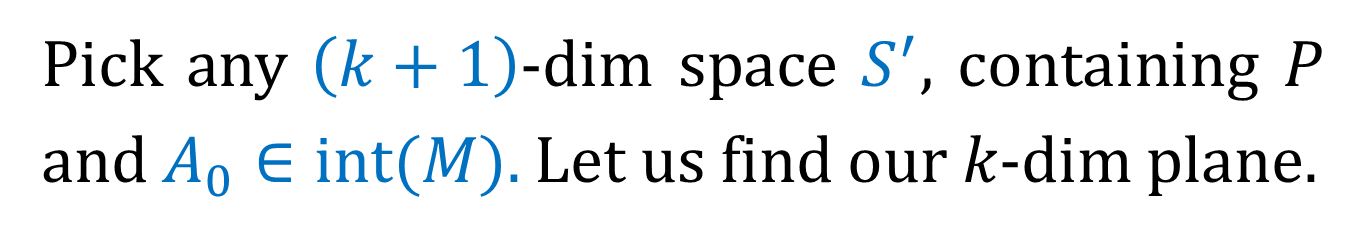 Pick any (k + 1)-dim space S′, containing P
and A₀ ∈ int(M). Let us find our k-dim plane.